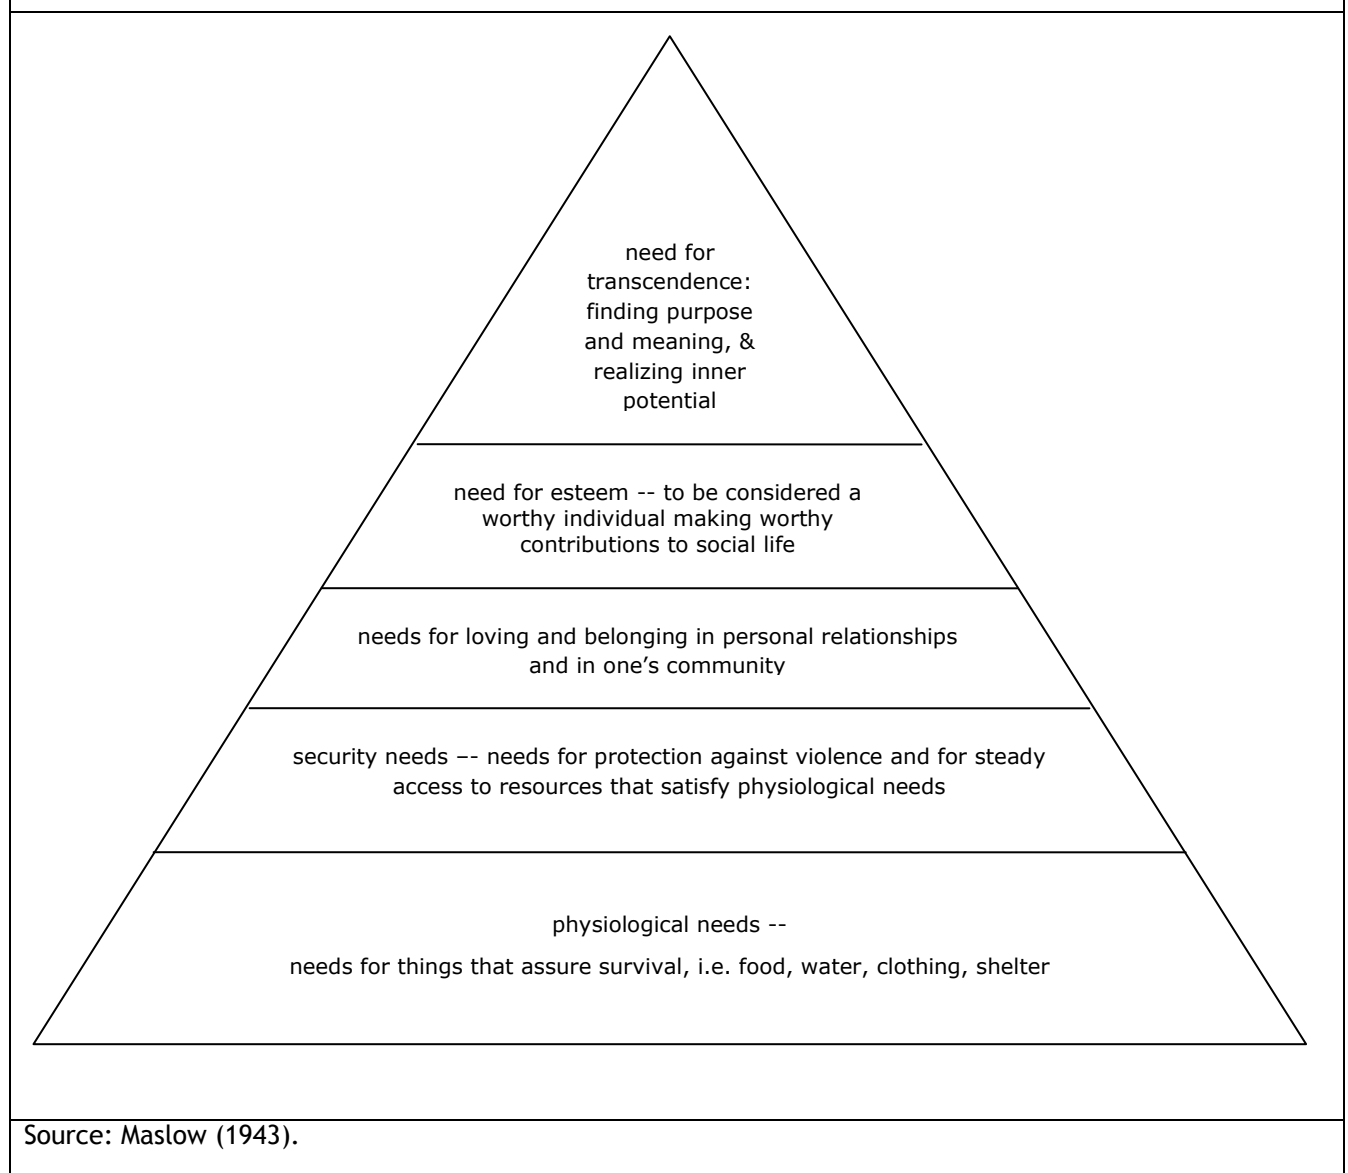 need for
transcendence:
finding purpose
and meaning, &
realizing inner
potential
need for esteem -- to be considered a
worthy individual making worthy
contributions to social life
needs for loving and belonging in personal relationships
and in one’s community
security needs –- needs for protection against violence and for steady
access to resources that satisfy physiological needs
physiological needs --
needs for things that assure survival, i.e. food, water, clothing, shelter
Source: Maslow (1943).